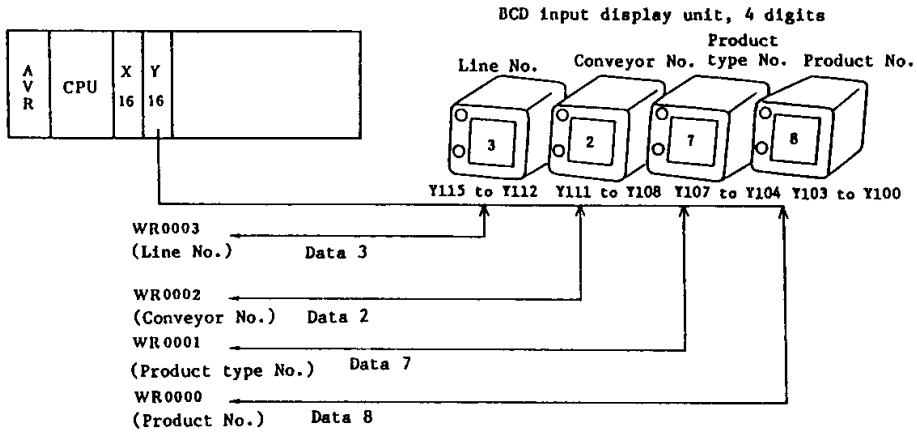 BCD input display unit, 4 digits
AVR CPU X 16 Y 16
Line No. Conveyor No. Product type No. Product No.
3 2 7 8
Y115 to Y112 Y111 to Y108 Y107 to Y104 Y103 to Y100
WR0003
(Line No.) Data 3
WR0002
(Conveyor No.) Data 2
WR0001
(Product type No.) Data 7
WR0000
(Product No.) Data 8